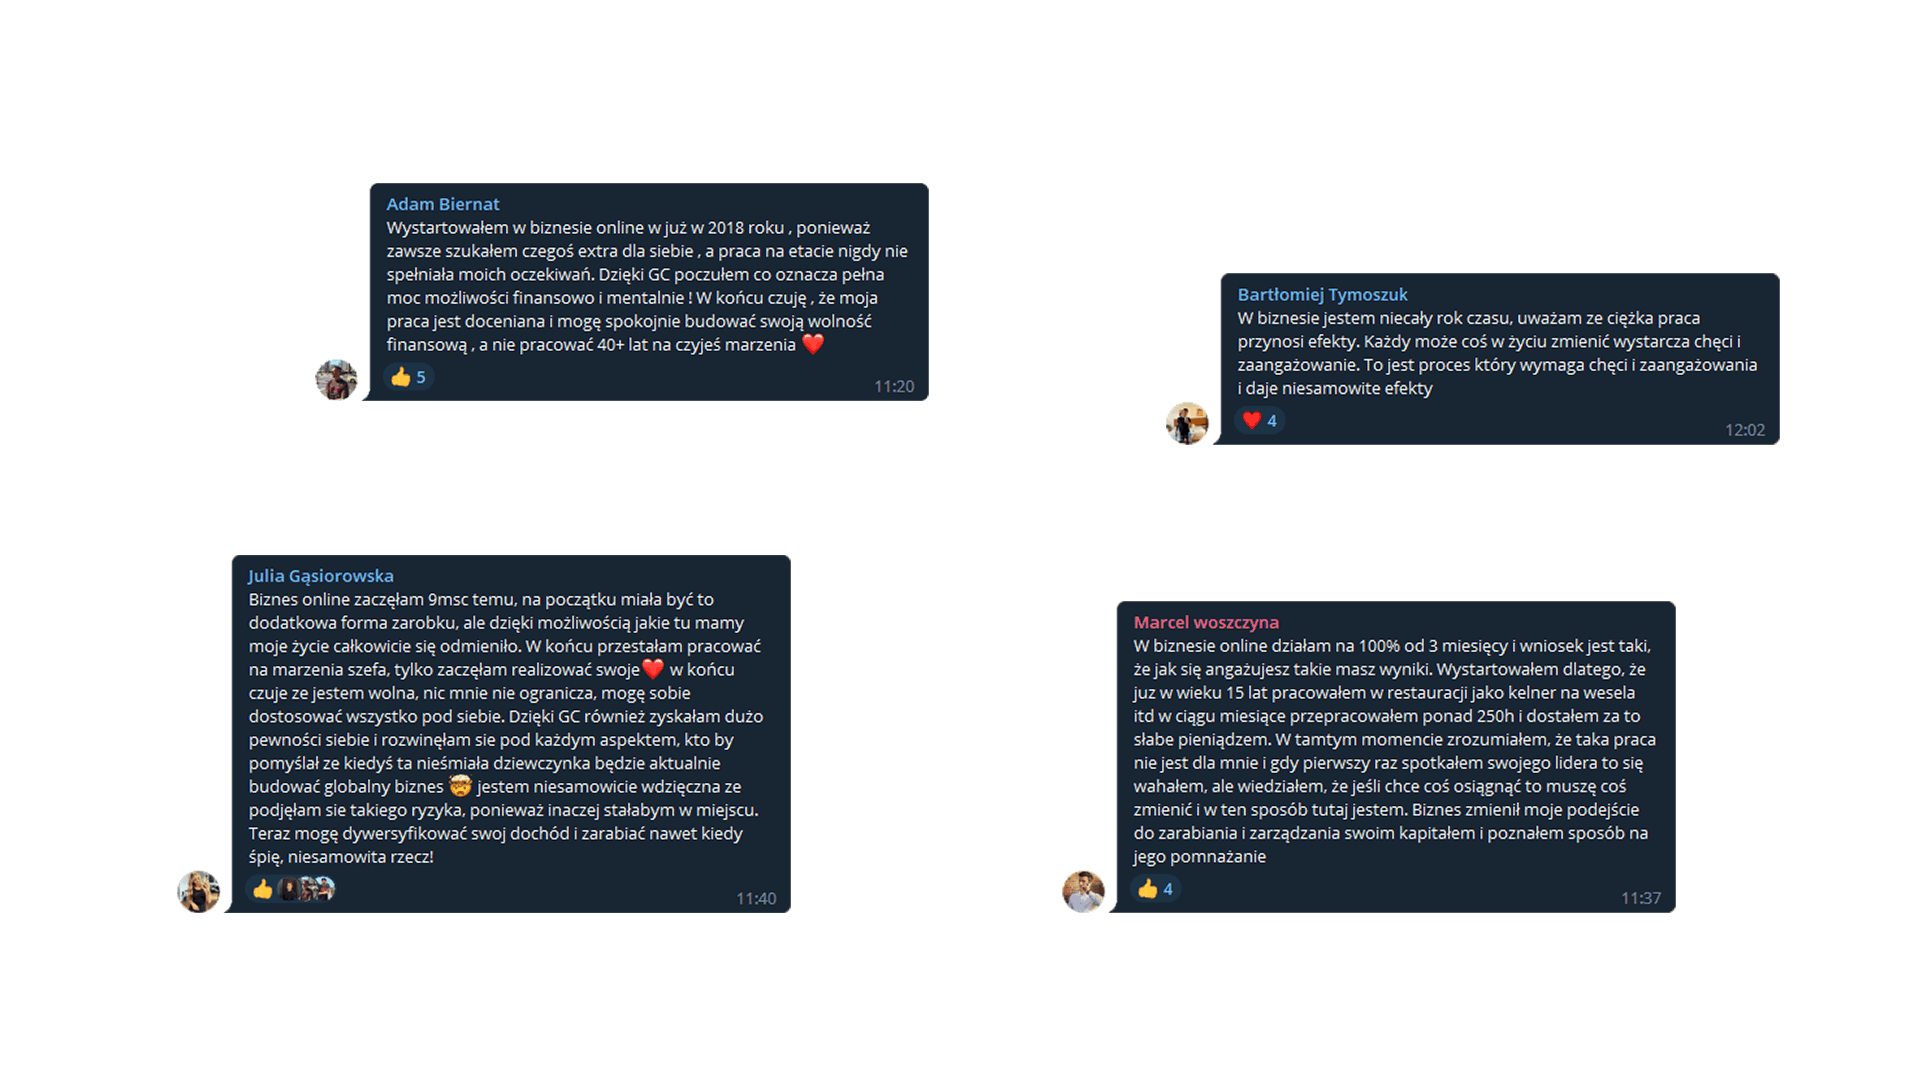 Adam Biernat
Wystartowałem w biznesie online w już w 2018 roku , ponieważ
zawsze szukałem czegoś extra dla siebie , a praca na etacie nigdy nie
spełniała moich oczekiwań. Dzięki GC poczułem co oznacza pełna
moc możliwości finansowo i mentalnie ! W końcu czuję , że moja
praca jest doceniana i mogę spokojnie budować swoją wolność
finansową , a nie pracować 40+ lat na czyjeś marzenia ❤️
👍 5
11:20
Bartłomiej Tymoszuk
W biznesie jestem niecały rok czasu, uważam ze ciężka praca
przynosi efekty. Każdy może coś w życiu zmienić wystarcza chęci i
zaangażowanie. To jest proces który wymaga chęci i zaangażowania
i daje niesamowite efekty
❤️ 4
12:02
Julia Gąsiorowska
Biznes online zaczęłam 9msc temu, na początku miała być to
dodatkowa forma zarobku, ale dzięki możliwością jakie tu mamy
moje życie całkowicie się odmieniło. W końcu przestałam pracować
na marzenia szefa, tylko zaczęłam realizować swoje❤️ w końcu
czuje ze jestem wolna, nic mnie nie ogranicza, mogę sobie
dostosować wszystko pod siebie. Dzięki GC również zyskałam dużo
pewności siebie i rozwinęłam sie pod każdym aspektem, kto by
pomyślał ze kiedyś ta nieśmiała dziewczynka będzie aktualnie
budować globalny biznes 🤯 jestem niesamowicie wdzięczna ze
podjęłam sie takiego ryzyka, ponieważ inaczej stałabym w miejscu.
Teraz mogę dywersyfikować swoj dochód i zarabiać nawet kiedy
śpię, niesamowita rzecz!
👍
11:40
Marcel woszczyna
W biznesie online działam na 100% od 3 miesięcy i wniosek jest taki,
że jak się angażujesz takie masz wyniki. Wystartowałem dlatego, że
juz w wieku 15 lat pracowałem w restauracji jako kelner na wesela
itd w ciągu miesiące przepracowałem ponad 250h i dostałem za to
słabe pieniądzem. W tamtym momencie zrozumiałem, że taka praca
nie jest dla mnie i gdy pierwszy raz spotkałem swojego lidera to się
wahałem, ale wiedziałem, że jeśli chce coś osiągnąć to muszę coś
zmienić i w ten sposób tutaj jestem. Biznes zmienił moje podejście
do zarabiania i zarządzania swoim kapitałem i poznałem sposób na
jego pomnażanie
👍 4
11:37